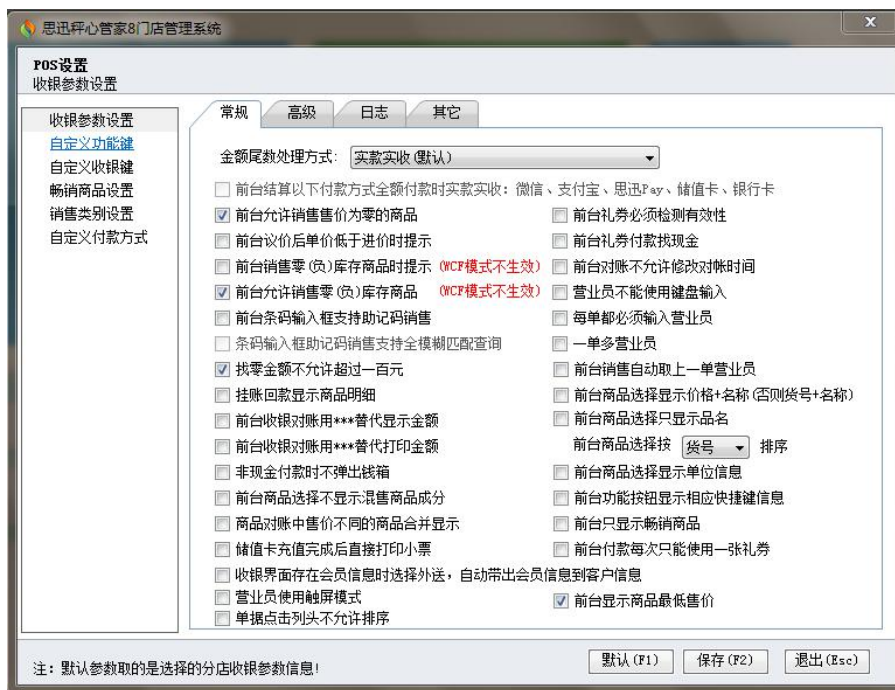 思迅秤心管家8门店管理系统
POS设置
收银参数设置
收银参数设置
自定义功能键
自定义收银键
畅销商品设置
销售类别设置
自定义付款方式
常规 高级 日志 其它
金额尾数处理方式: 实款实收(默认)
前台结算以下付款方式全额付款时实款实收: 微信、支付宝、思迅Pay、储值卡、银行卡
前台允许销售售价为零的商品 前台礼券必须检测有效性
前台议价后单价低于进价时提示 前台礼券付款找现金
前台销售零(负)库存商品时提示 (WCF模式不生效) 前台对账不允许修改对帐时间
前台允许销售零(负)库存商品 (WCF模式不生效) 营业员不能使用键盘输入
前台条码输入框支持助记码销售 每单都必须输入营业员
条码输入框助记码销售支持全模糊匹配查询 一单多营业员
找零金额不允许超过一百元 前台销售自动取上一单营业员
挂账回款显示商品明细 前台商品选择显示价格+名称(否则货号+名称)
前台收银对账用***替代显示金额 前台商品选择只显示品名
前台收银对账用***替代打印金额 前台商品选择按 货号 排序
非现金付款时不弹出钱箱 前台商品选择显示单位信息
前台商品选择不显示混售商品成分 前台功能按钮显示相应快捷键信息
商品对账中售价不同的商品合并显示 前台只显示畅销商品
储值卡充值完成后直接打印小票 前台付款每次只能使用一张礼券
收银界面存在会员信息时选择外送，自动带出会员信息到客户信息
营业员使用触屏模式 前台显示商品最低售价
单据点击列头不允许排序
注: 默认参数取的是选择的分店收银参数信息! 默认(F1) 保存(F2) 退出(Esc)